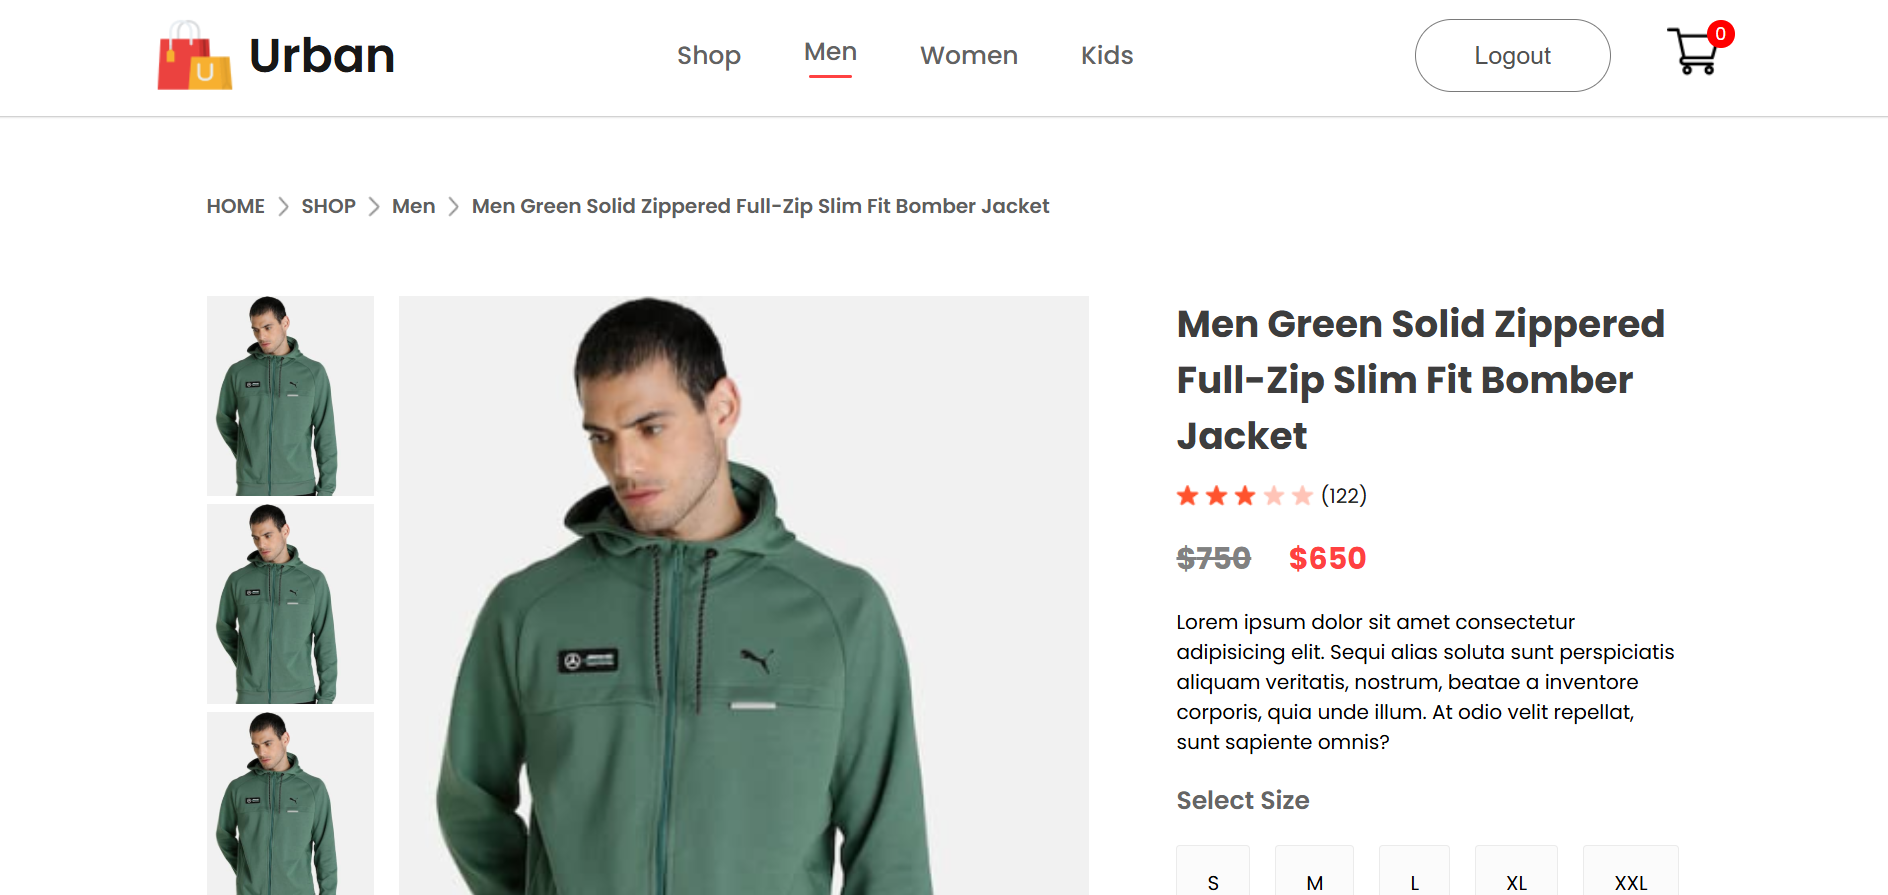 U
Urban
Shop
Men
Women
Kids
Logout
0
HOME
SHOP
Men
Men Green Solid Zippered Full-Zip Slim Fit Bomber Jacket
Men Green Solid Zippered
Full-Zip Slim Fit Bomber
Jacket
(122)
$750
$650
Lorem ipsum dolor sit amet consectetur
adipisicing elit. Sequi alias soluta sunt perspiciatis
aliquam veritatis, nostrum, beatae a inventore
corporis, quia unde illum. At odio velit repellat,
sunt sapiente omnis?
Select Size
S
M
L
XL
XXL